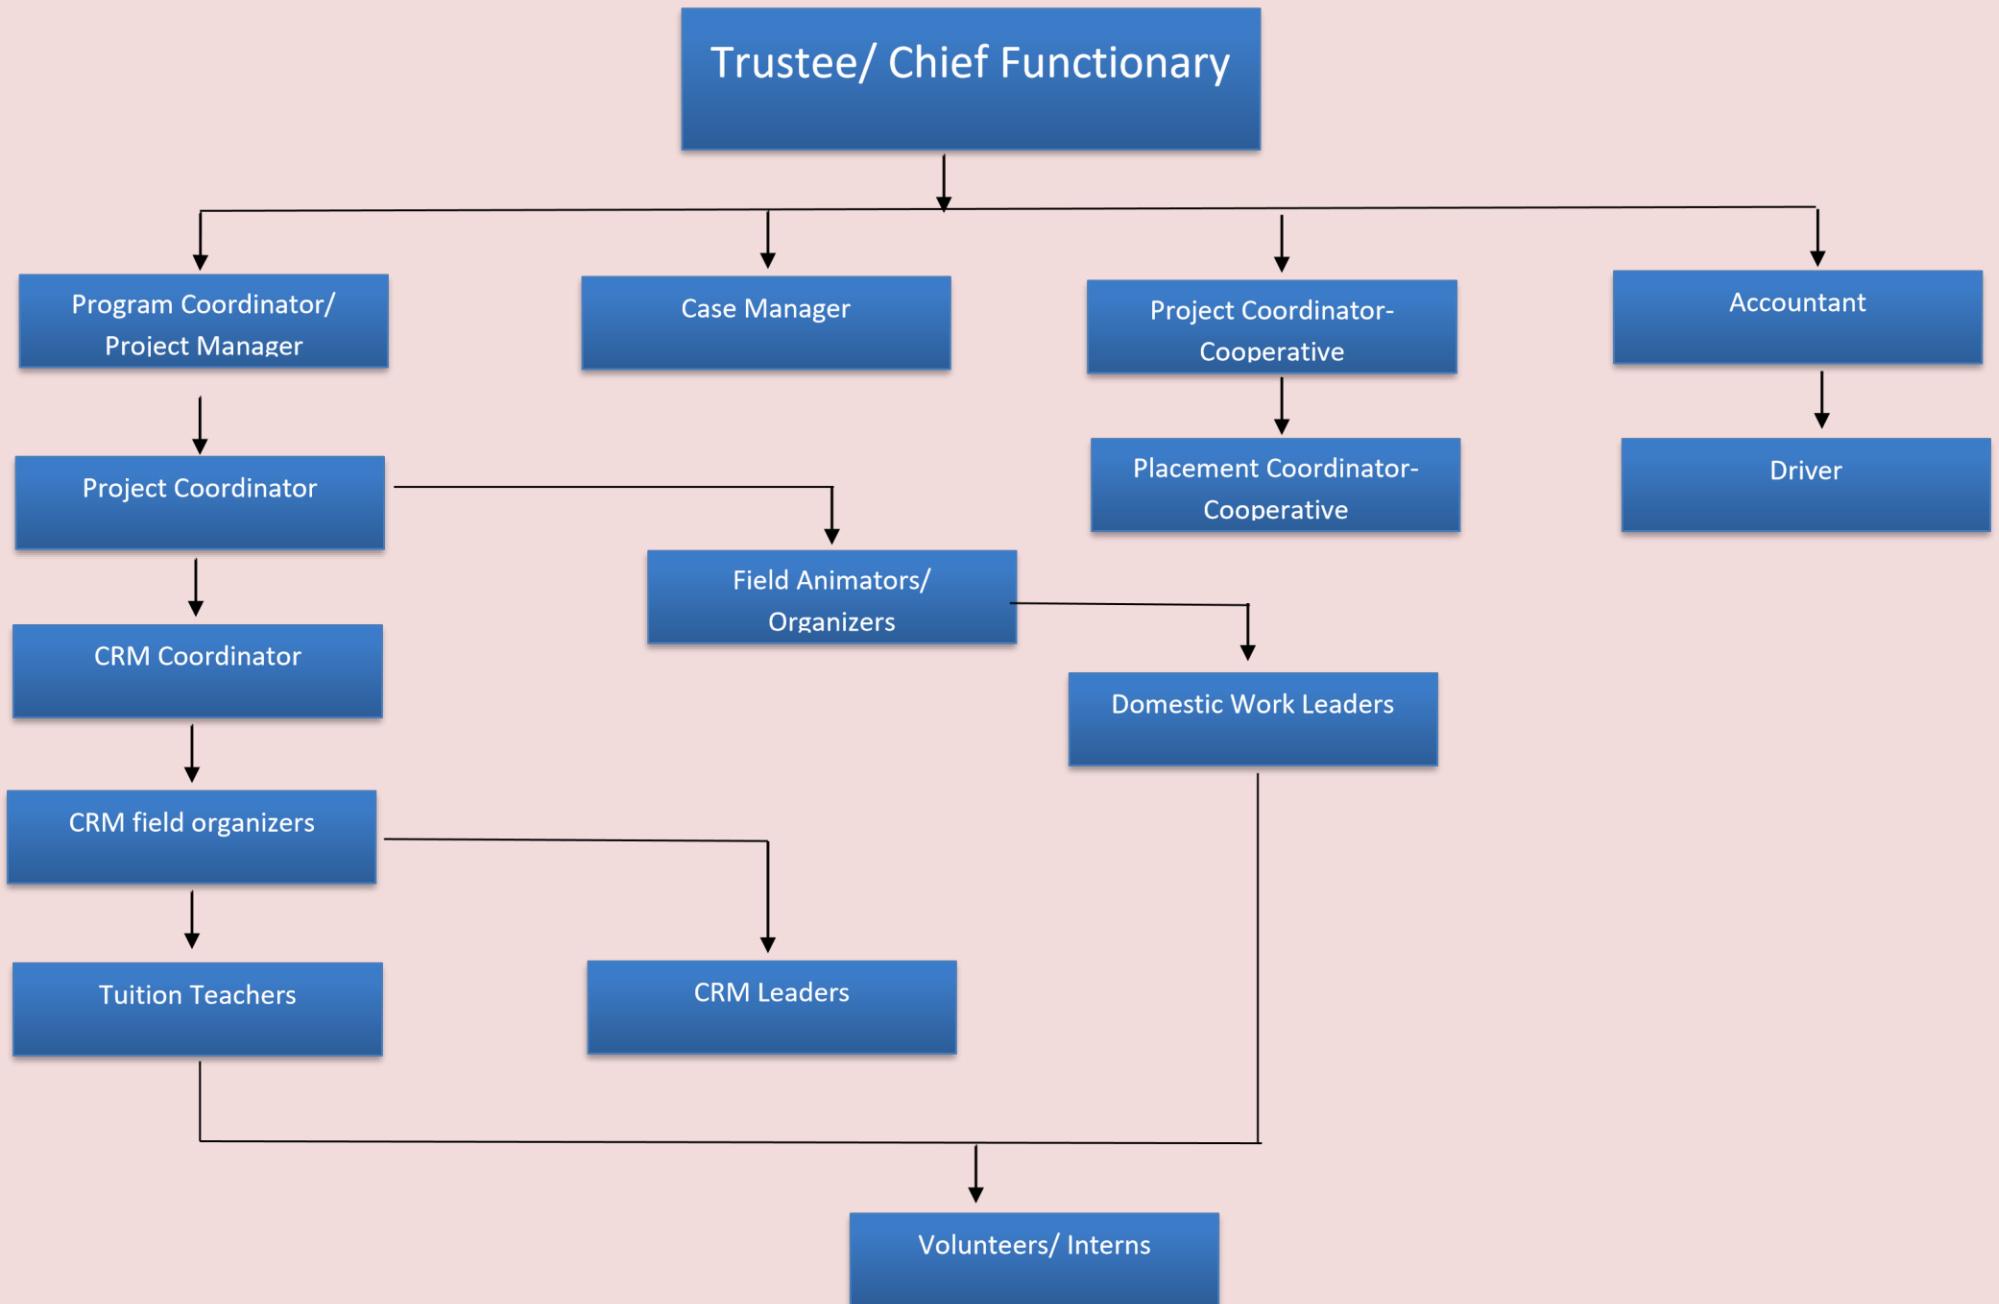 Trustee/ Chief Functionary
Program Coordinator/
Project Manager
Case Manager
Project Coordinator-
Cooperative
Accountant
Project Coordinator
Placement Coordinator-
Cooperative
Driver
Field Animators/
Organizers
CRM Coordinator
Domestic Work Leaders
CRM field organizers
Tuition Teachers
CRM Leaders
Volunteers/ Interns